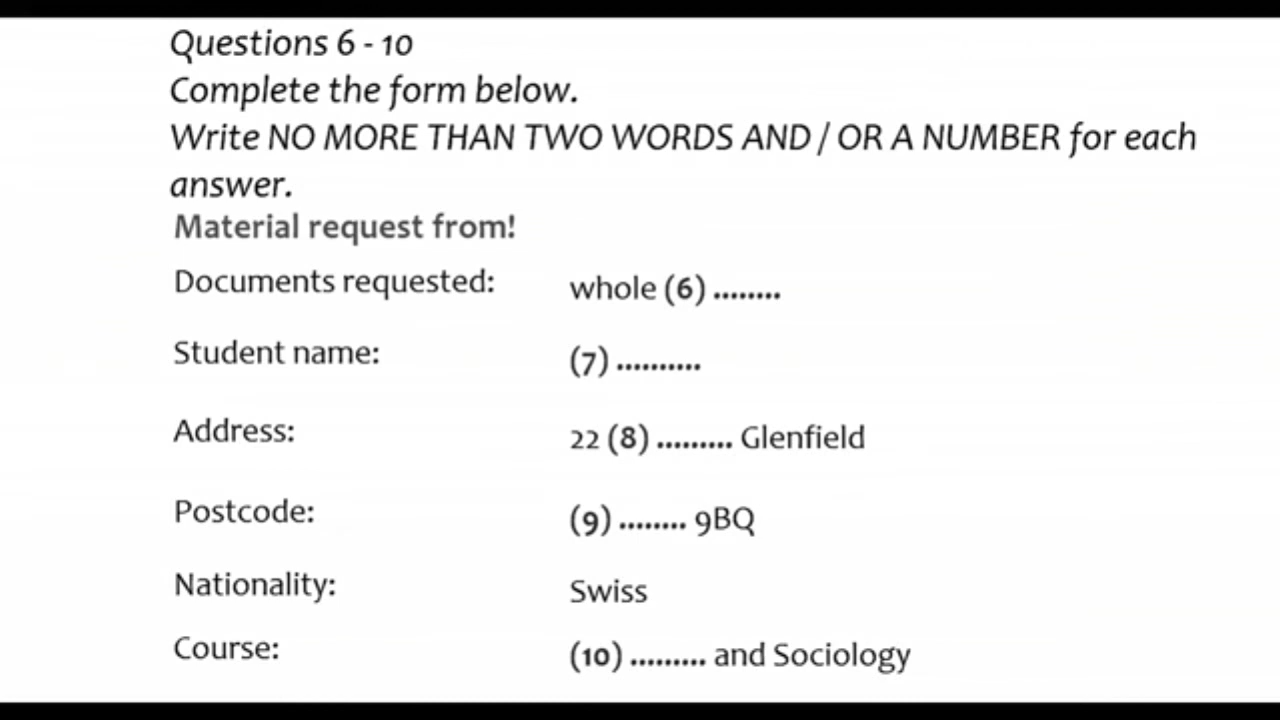 Questions 6 - 10
Complete the form below.
Write NO MORE THAN TWO WORDS AND / OR A NUMBER for each
answer.
Material request from!
Documents requested: whole (6) ........
Student name: (7) ..........
Address: 22 (8) ......... Glenfield
Postcode: (9) ........ 9BQ
Nationality: Swiss
Course: (10) ......... and Sociology